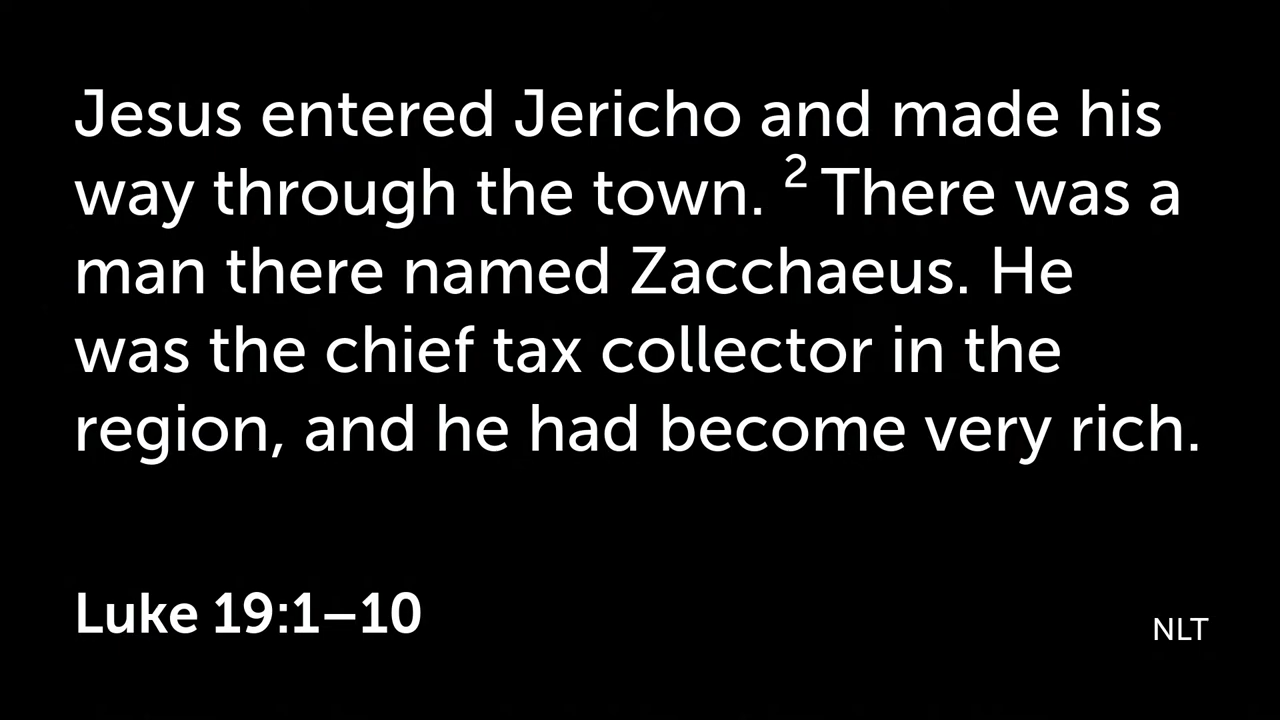 Jesus entered Jericho and made his
way through the town. ² There was a
man there named Zacchaeus. He
was the chief tax collector in the
region, and he had become very rich.
Luke 19:1–10
NLT